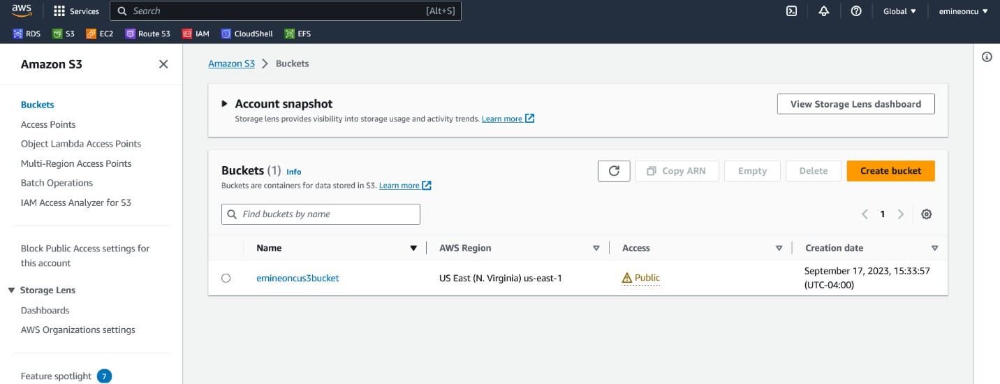 aws Services Search [Alt+S] Global ▼ emineoncu ▼
RDS S3 EC2 Route 53 IAM CloudShell EFS
Amazon S3
Buckets
Access Points
Object Lambda Access Points
Multi-Region Access Points
Batch Operations
IAM Access Analyzer for S3
Block Public Access settings for
this account
▼ Storage Lens
Dashboards
AWS Organizations settings
Feature spotlight 7
Amazon S3 > Buckets
Account snapshot
View Storage Lens dashboard
Storage lens provides visibility into storage usage and activity trends. Learn more
Buckets (1) Info
Copy ARN Empty Delete Create bucket
Buckets are containers for data stored in S3. Learn more
Find buckets by name
1
Name AWS Region Access Creation date
emineoncus3bucket US East (N. Virginia) us-east-1 Public September 17, 2023, 15:33:57
(UTC-04:00)